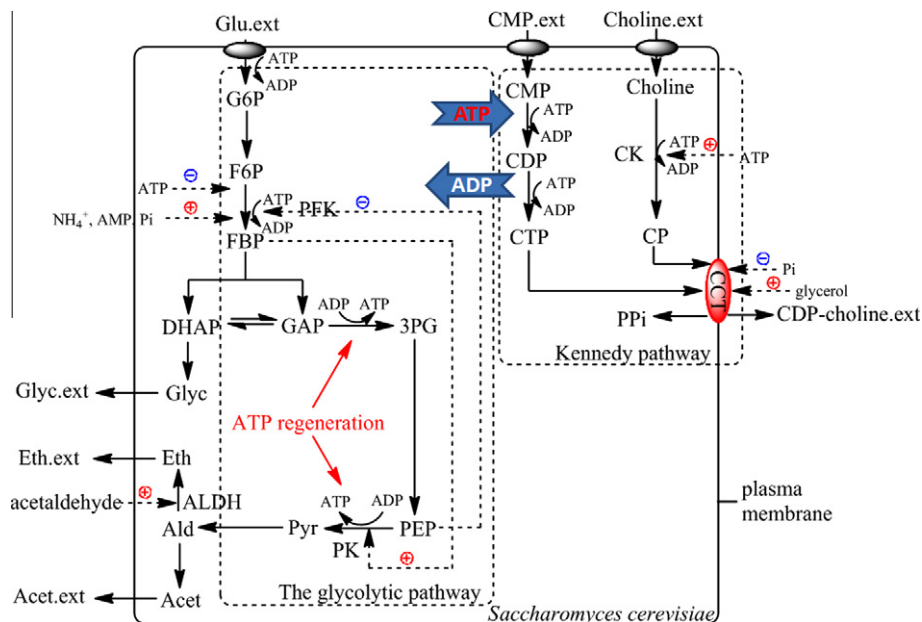 Glu.ext
CMP.ext
Choline.ext
ATP
ADP
G6P
CMP
Choline
ATP
ATP
ADP
CK
ATP
ADP
⊕
ATP
F6P
CDP
⊖
ATP
ADP
ATP
ADP
⊕
NH₄⁺, AMP, Pi
ATP
ADP
PFK
⊖
FBP
CTP
CP
⊖
Pi
⊕
glycerol
CCT
DHAP
GAP
ADP
ATP
3PG
PPi
CDP-choline.ext
Kennedy pathway
Glyc.ext
Glyc
ATP regeneration
Eth.ext
Eth
acetaldehyde
⊕
ALDH
Ald
Pyr
ATP
ADP
PEP
PK
⊕
plasma
membrane
Acet.ext
Acet
The glycolytic pathway
Saccharomyces cerevisiae